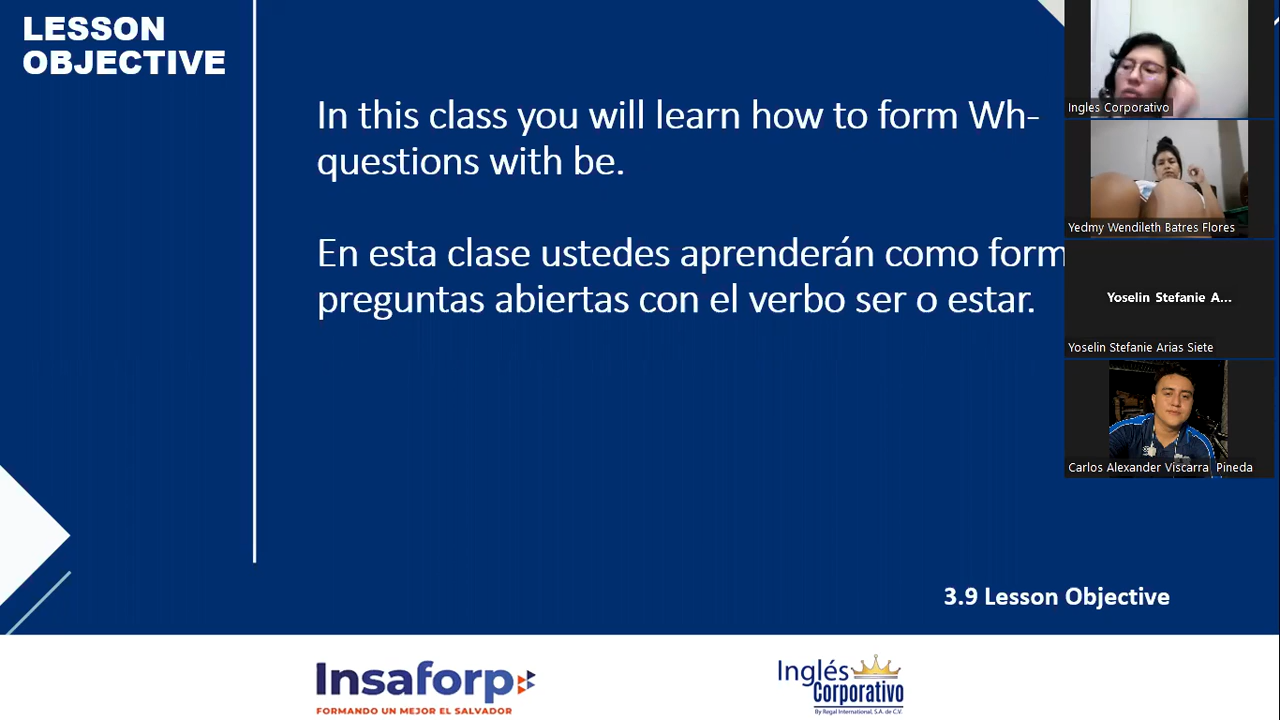 LESSON
OBJECTIVE
In this class you will learn how to form Wh-
questions with be.
En esta clase ustedes aprenderán como form
preguntas abiertas con el verbo ser o estar.
3.9 Lesson Objective
Insaforp
FORMANDO UN MEJOR EL SALVADOR
Inglés
Corporativo
By Regal International, S.A. de C.V.
Ingles Corporativo
Yedmy Wendileth Batres Flores
Yoselin Stefanie A...
Yoselin Stefanie Arias Siete
Carlos Alexander Viscarra Pineda